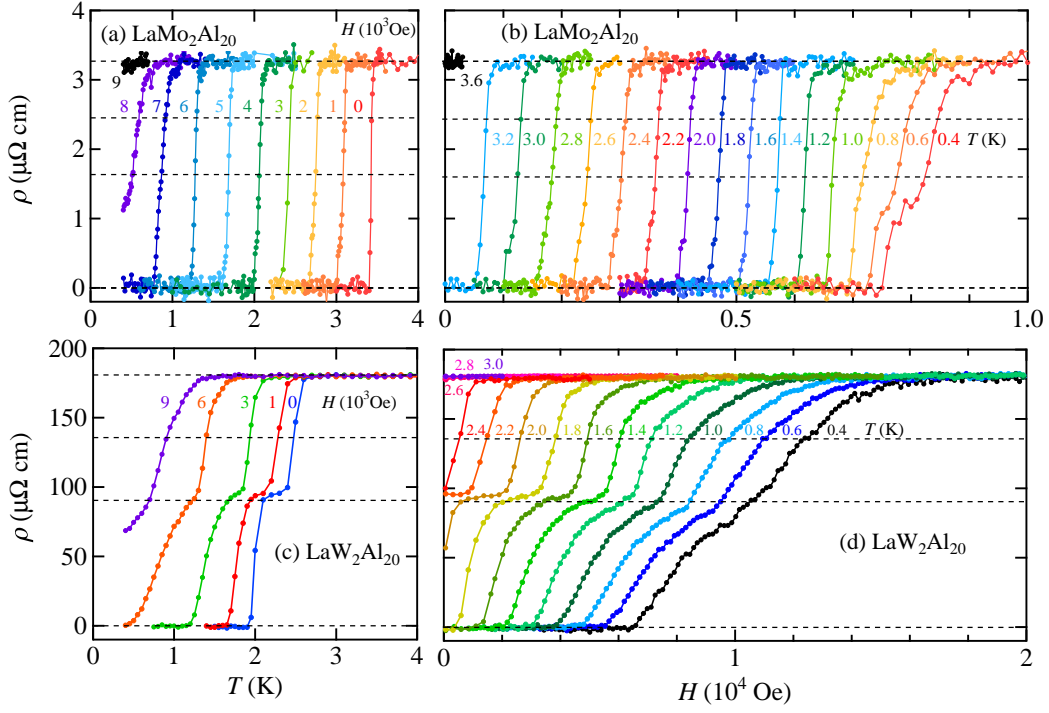 (a) LaMo2Al20
H (10³Oe)
9
8 7 6 5 4 3 2 1 0
ρ (μΩ cm)
4
3
2
1
0
0 1 2 3 4
(b) LaMo2Al20
3.6
3.2 3.0 2.8 2.6 2.4 2.2 2.0 1.8 1.6 1.4 1.2 1.0 0.8 0.6 0.4 T (K)
0 0.5 1.0
ρ (μΩ cm)
200
150
100
50
0
9 6 3 1 0 H (10³Oe)
(c) LaW2Al20
0 1 2 3 4
T (K)
2.8 3.0
2.6
2.4 2.2 2.0 1.8 1.6 1.4 1.2 1.0 0.8 0.6 0.4 T (K)
(d) LaW2Al20
0 1 2
H (10⁴ Oe)